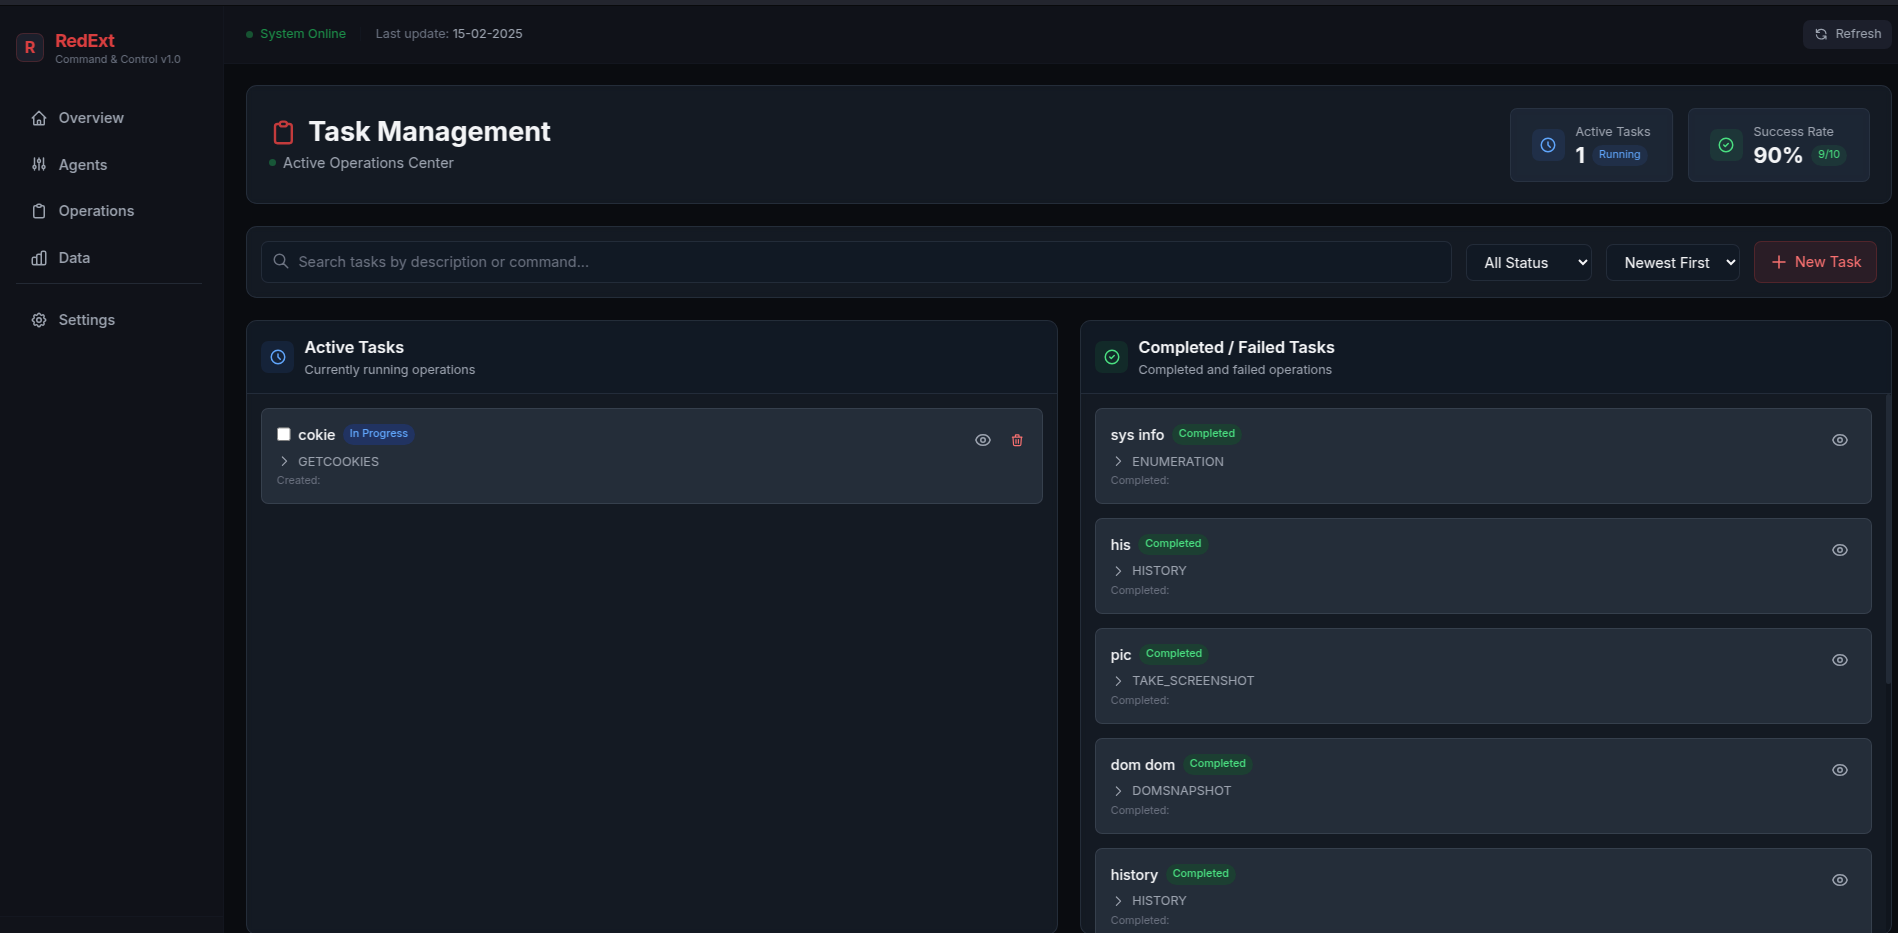 R
RedExt
Command & Control v1.0
Overview
Agents
Operations
Data
Settings
System Online
Last update: 15-02-2025
Refresh
Task Management
Active Operations Center
Active Tasks
1 Running
Success Rate
90% 9/10
Search tasks by description or command...
All Status
Newest First
New Task
Active Tasks
Currently running operations
cokie In Progress
GETCOOKIES
Created:
Completed / Failed Tasks
Completed and failed operations
sys info Completed
ENUMERATION
Completed:
his Completed
HISTORY
Completed:
pic Completed
TAKE_SCREENSHOT
Completed:
dom dom Completed
DOMSNAPSHOT
Completed:
history Completed
HISTORY
Completed: